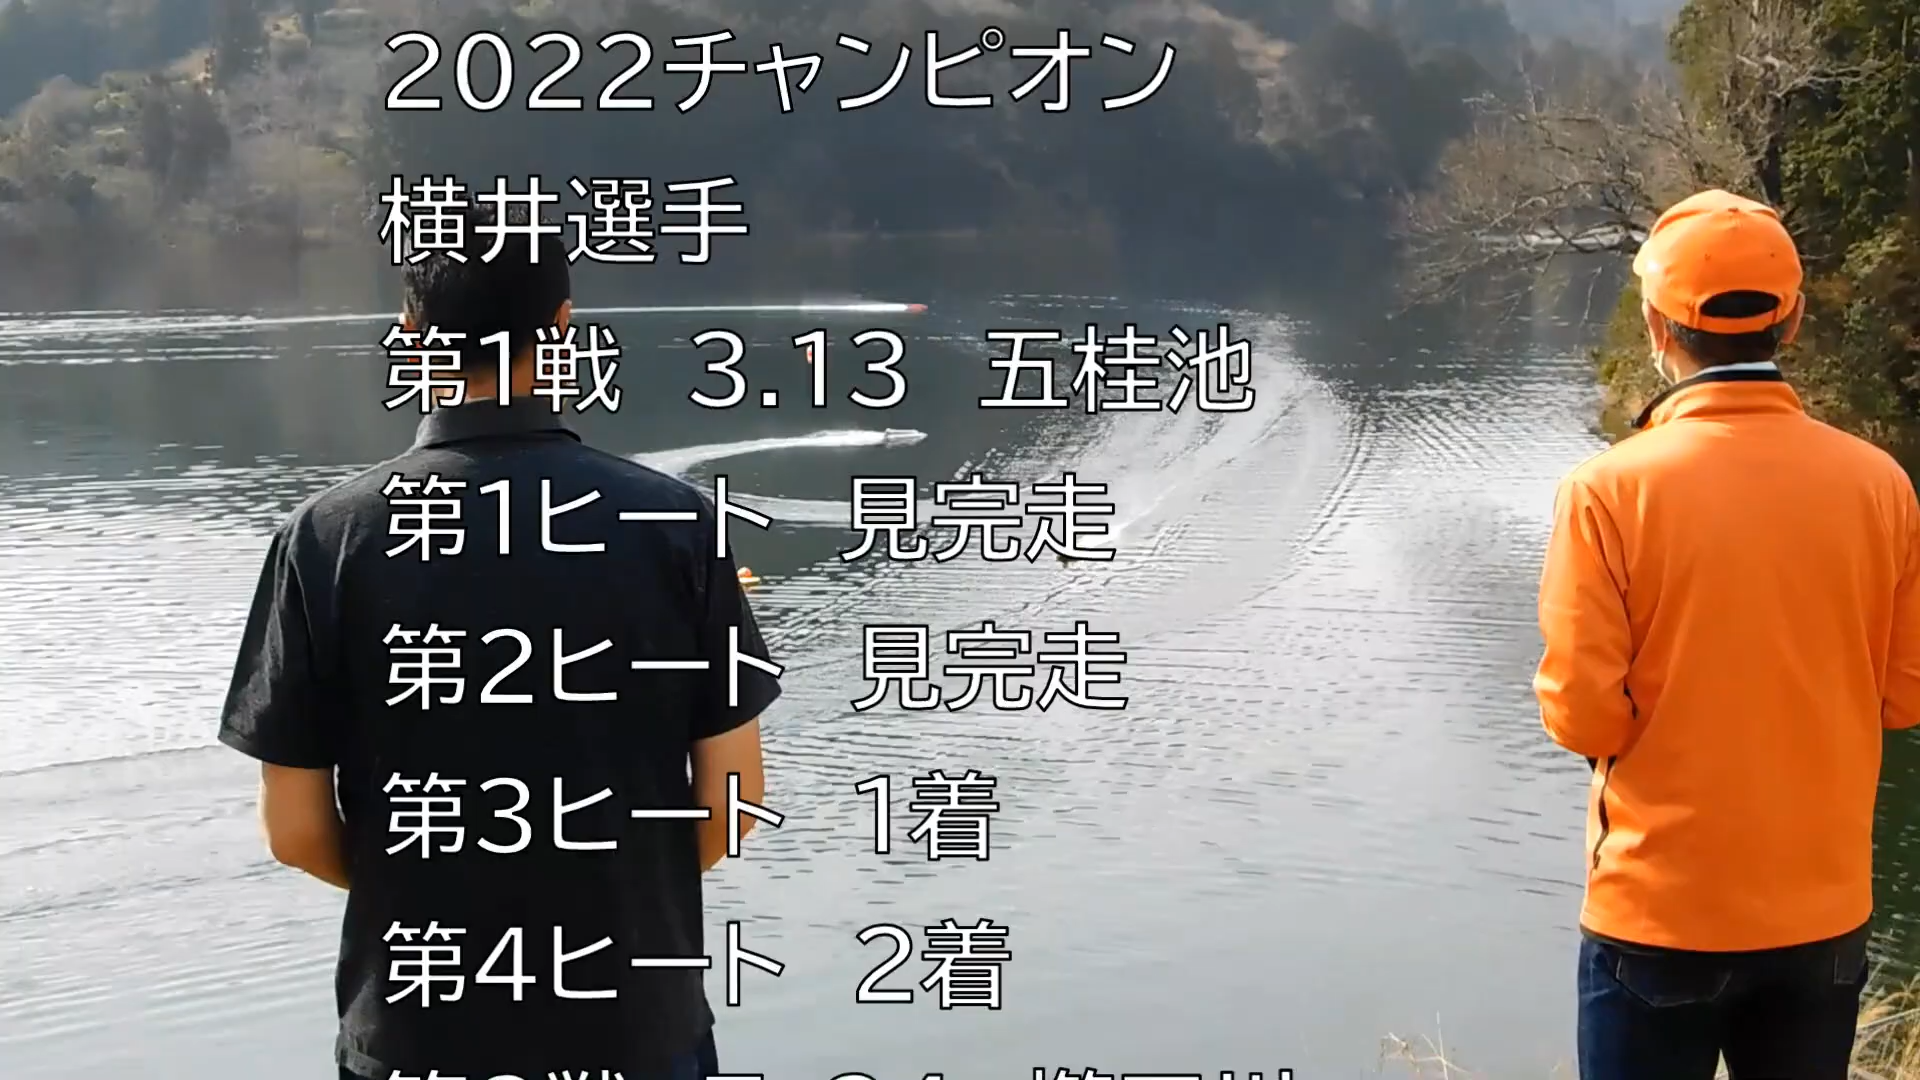 2022チャンピオン
横井選手
第1戦 3.13 五桂池
第1ヒート 見完走
第2ヒート 見完走
第3ヒート 1着
第4ヒート 2着